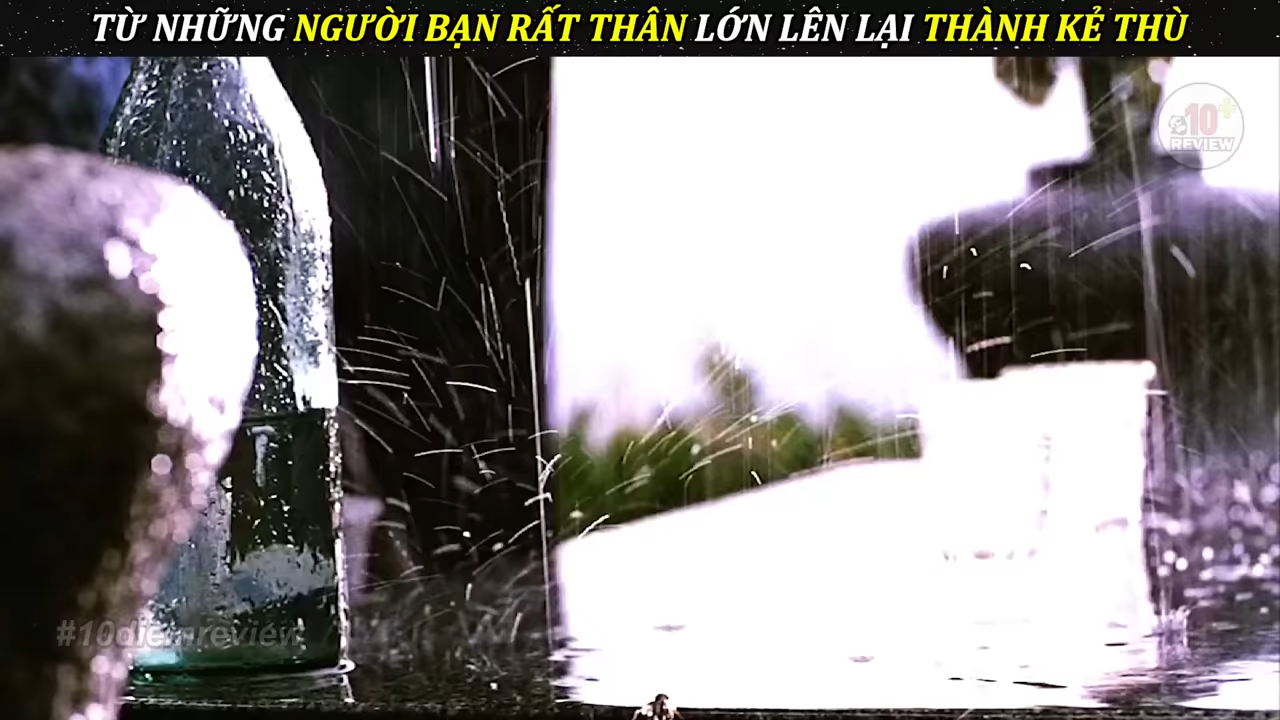 TỪ NHỮNG NGƯỜI BẠN RẤT THÂN LỚN LÊN LẠI THÀNH KẺ THÙ
10+
REVIEW
#10diemreview